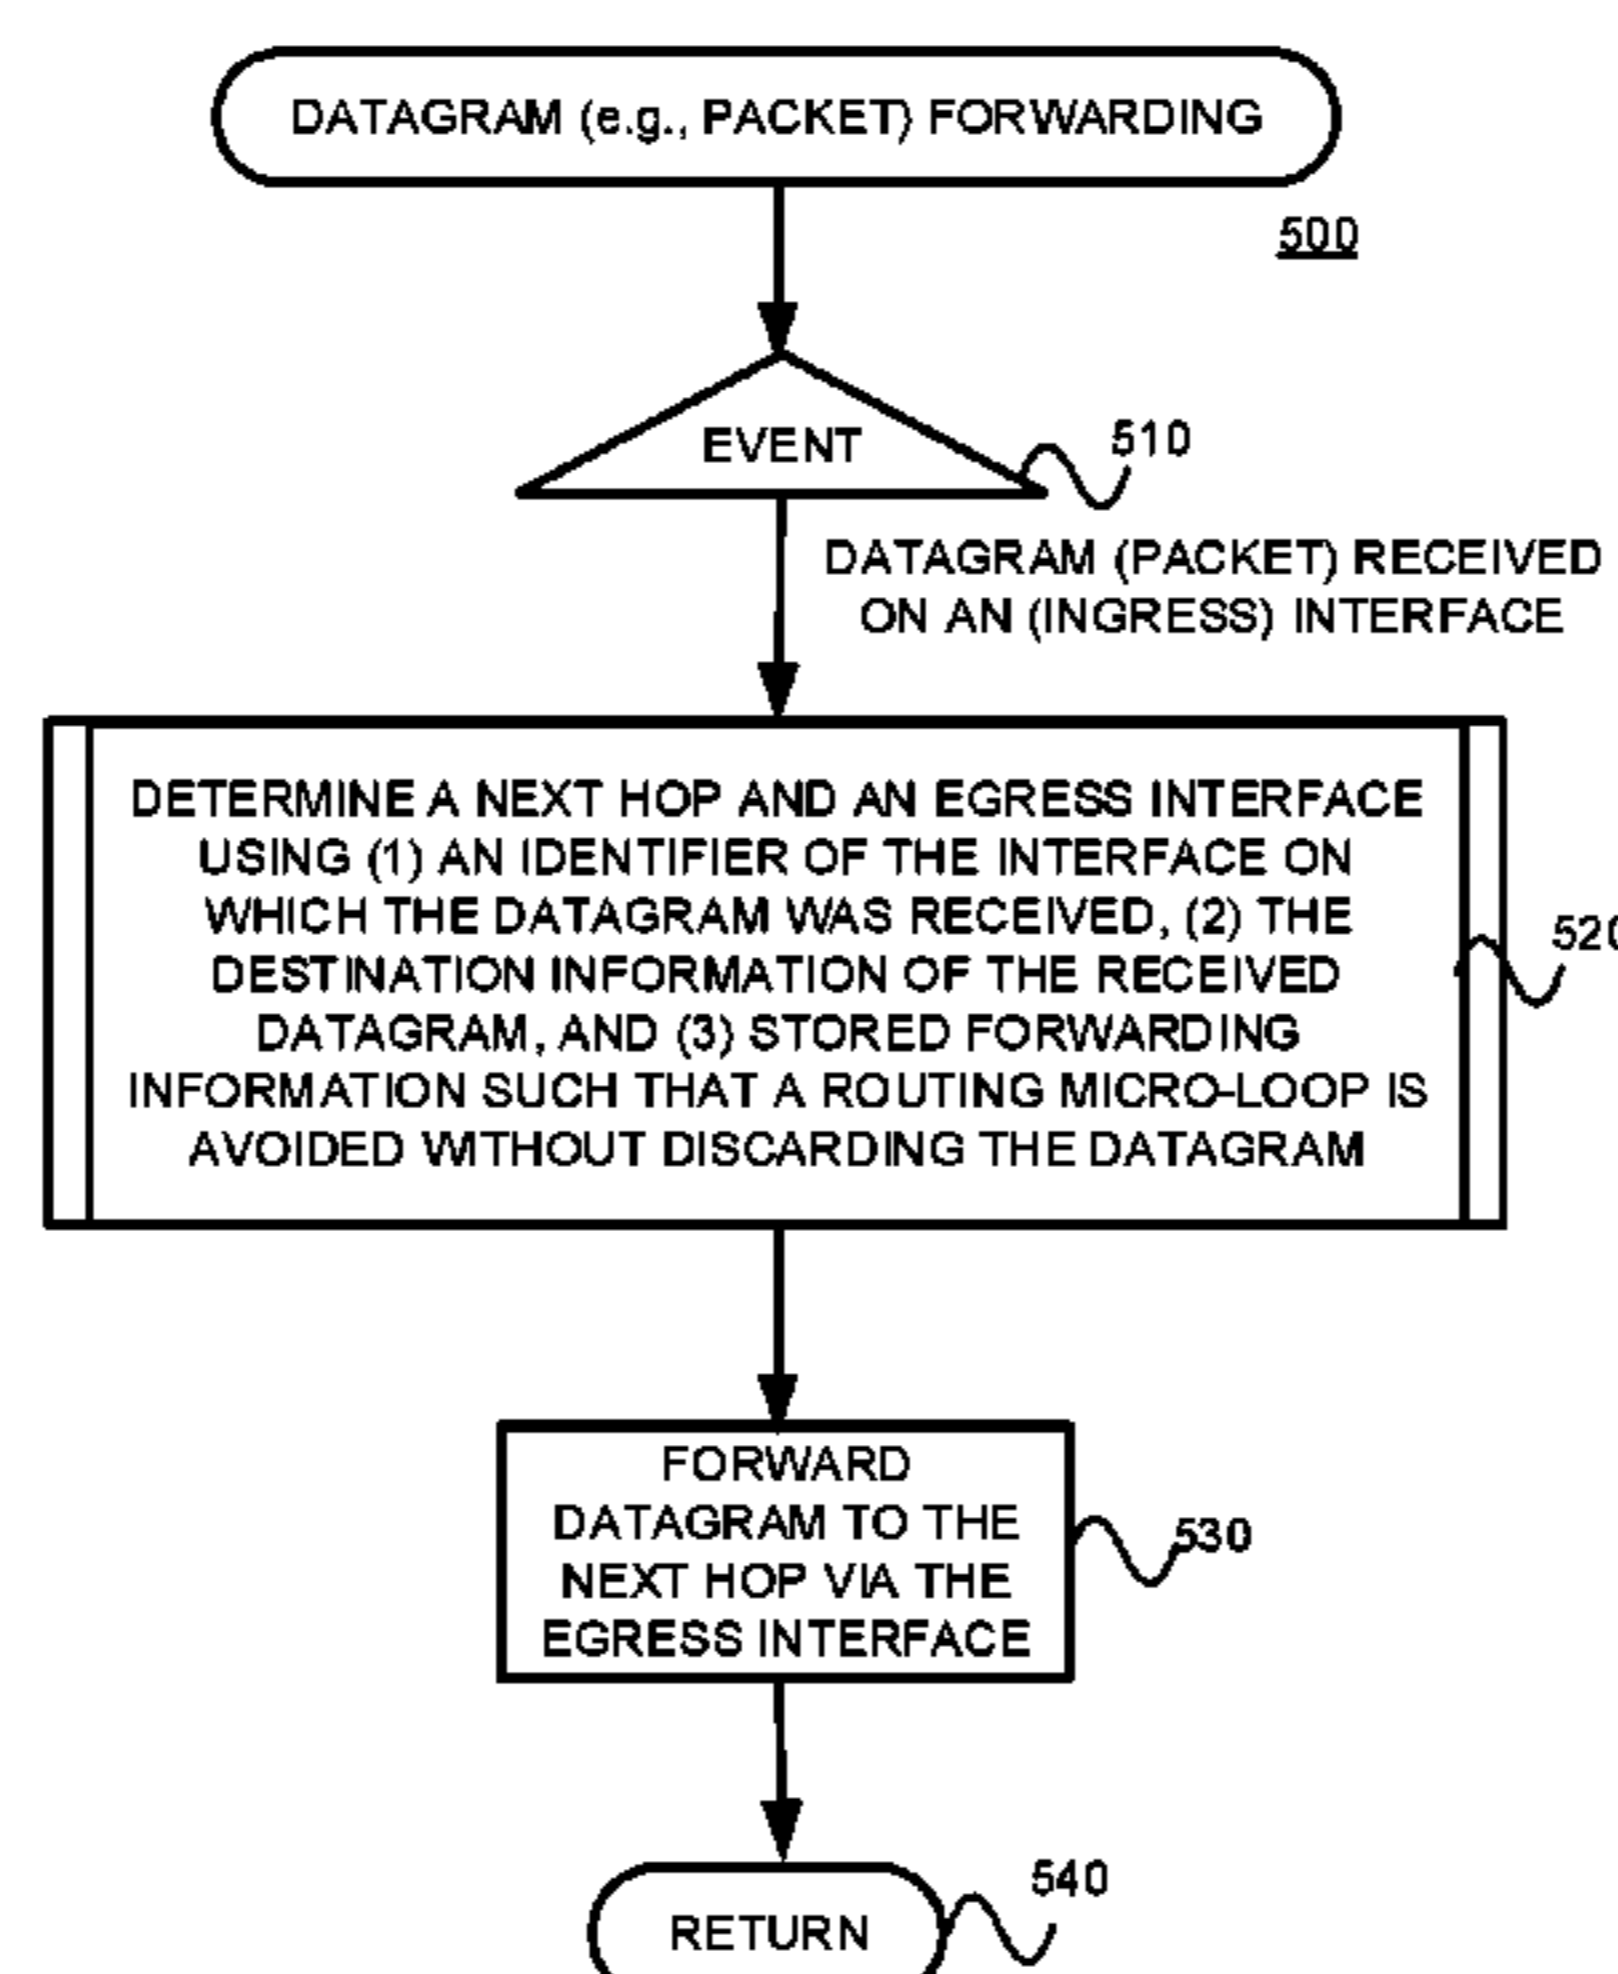 DATAGRAM (e.g., PACKET) FORWARDING
500
EVENT
510
DATAGRAM (PACKET) RECEIVED
ON AN (INGRESS) INTERFACE
DETERMINE A NEXT HOP AND AN EGRESS INTERFACE
USING (1) AN IDENTIFIER OF THE INTERFACE ON
WHICH THE DATAGRAM WAS RECEIVED, (2) THE
DESTINATION INFORMATION OF THE RECEIVED
DATAGRAM, AND (3) STORED FORWARDING
INFORMATION SUCH THAT A ROUTING MICRO-LOOP IS
AVOIDED WITHOUT DISCARDING THE DATAGRAM
520
FORWARD
DATAGRAM TO THE
NEXT HOP VIA THE
EGRESS INTERFACE
530
540
RETURN